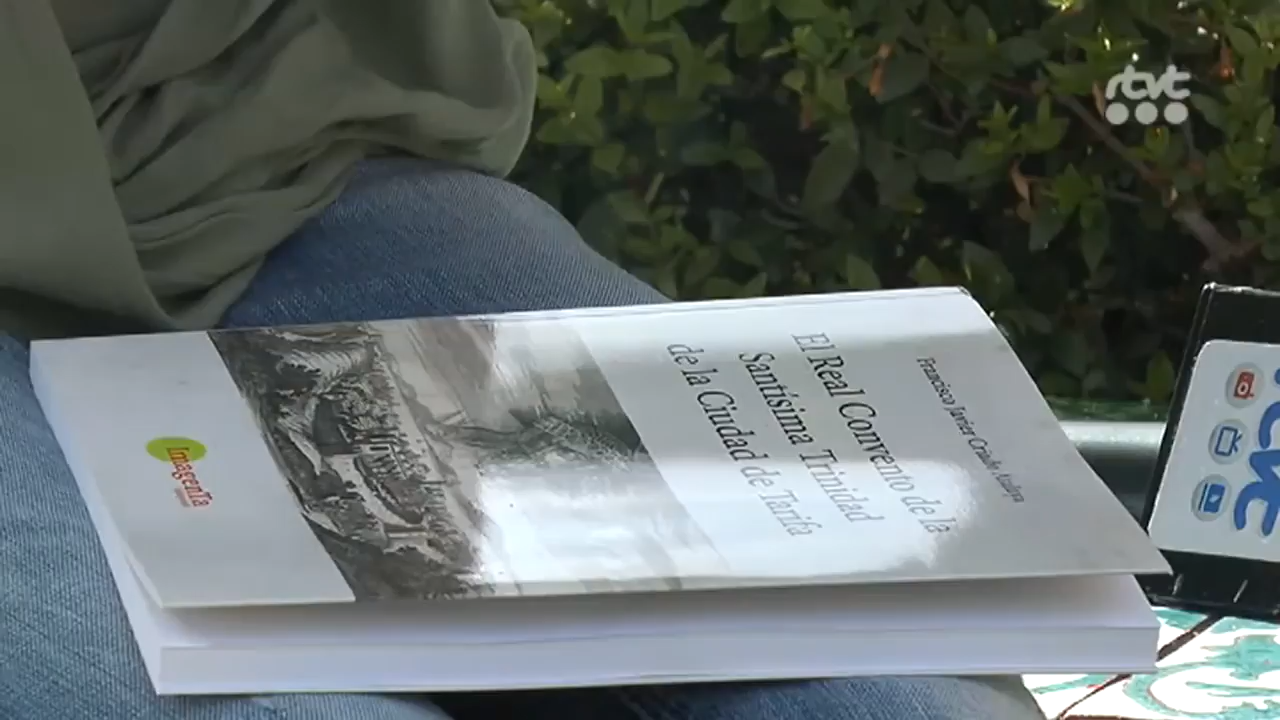 rtvt
Francisco Javier Criado Atalaya
El Real Convento de la
Santísima Trinidad
de la Ciudad de Tarifa
ImagenTa